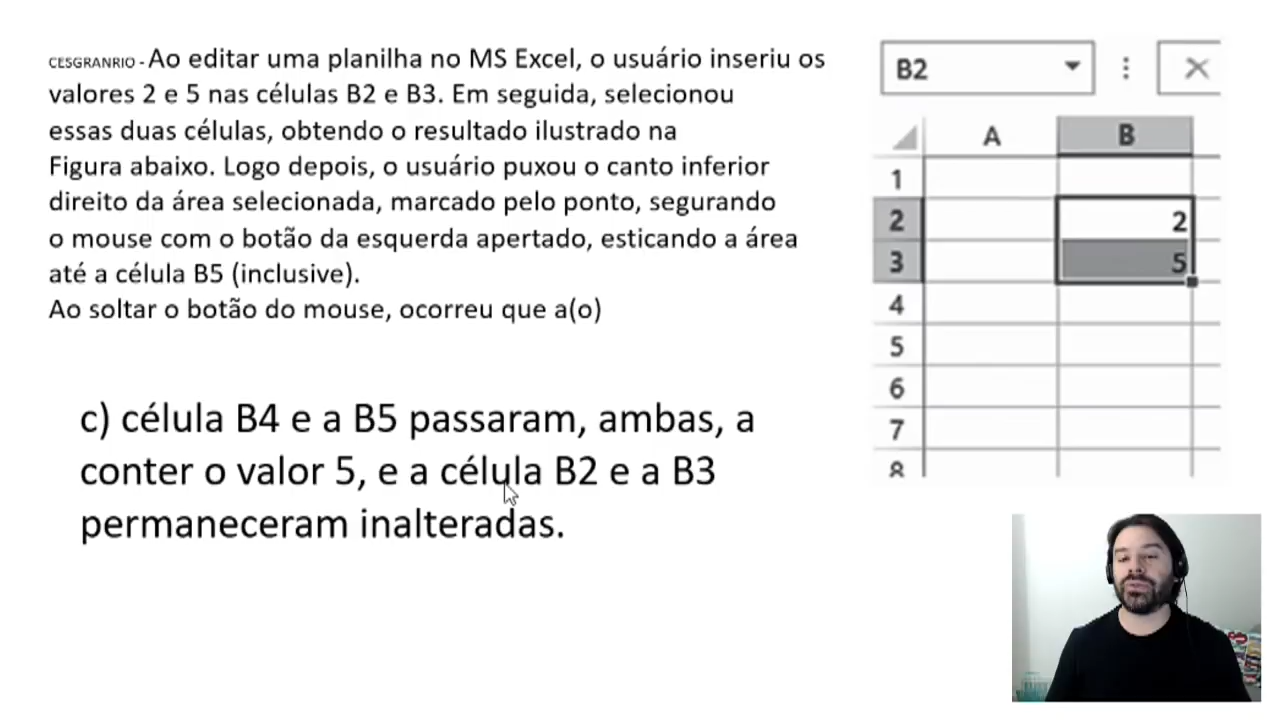 CESGRANRIO - Ao editar uma planilha no MS Excel, o usuário inseriu os
valores 2 e 5 nas células B2 e B3. Em seguida, selecionou
essas duas células, obtendo o resultado ilustrado na
Figura abaixo. Logo depois, o usuário puxou o canto inferior
direito da área selecionada, marcado pelo ponto, segurando
o mouse com o botão da esquerda apertado, esticando a área
até a célula B5 (inclusive).
Ao soltar o botão do mouse, ocorreu que a(o)
c) célula B4 e a B5 passaram, ambas, a
conter o valor 5, e a célula B2 e a B3
permaneceram inalteradas.
B2
A B
1
2 2
3 5
4
5
6
7
8